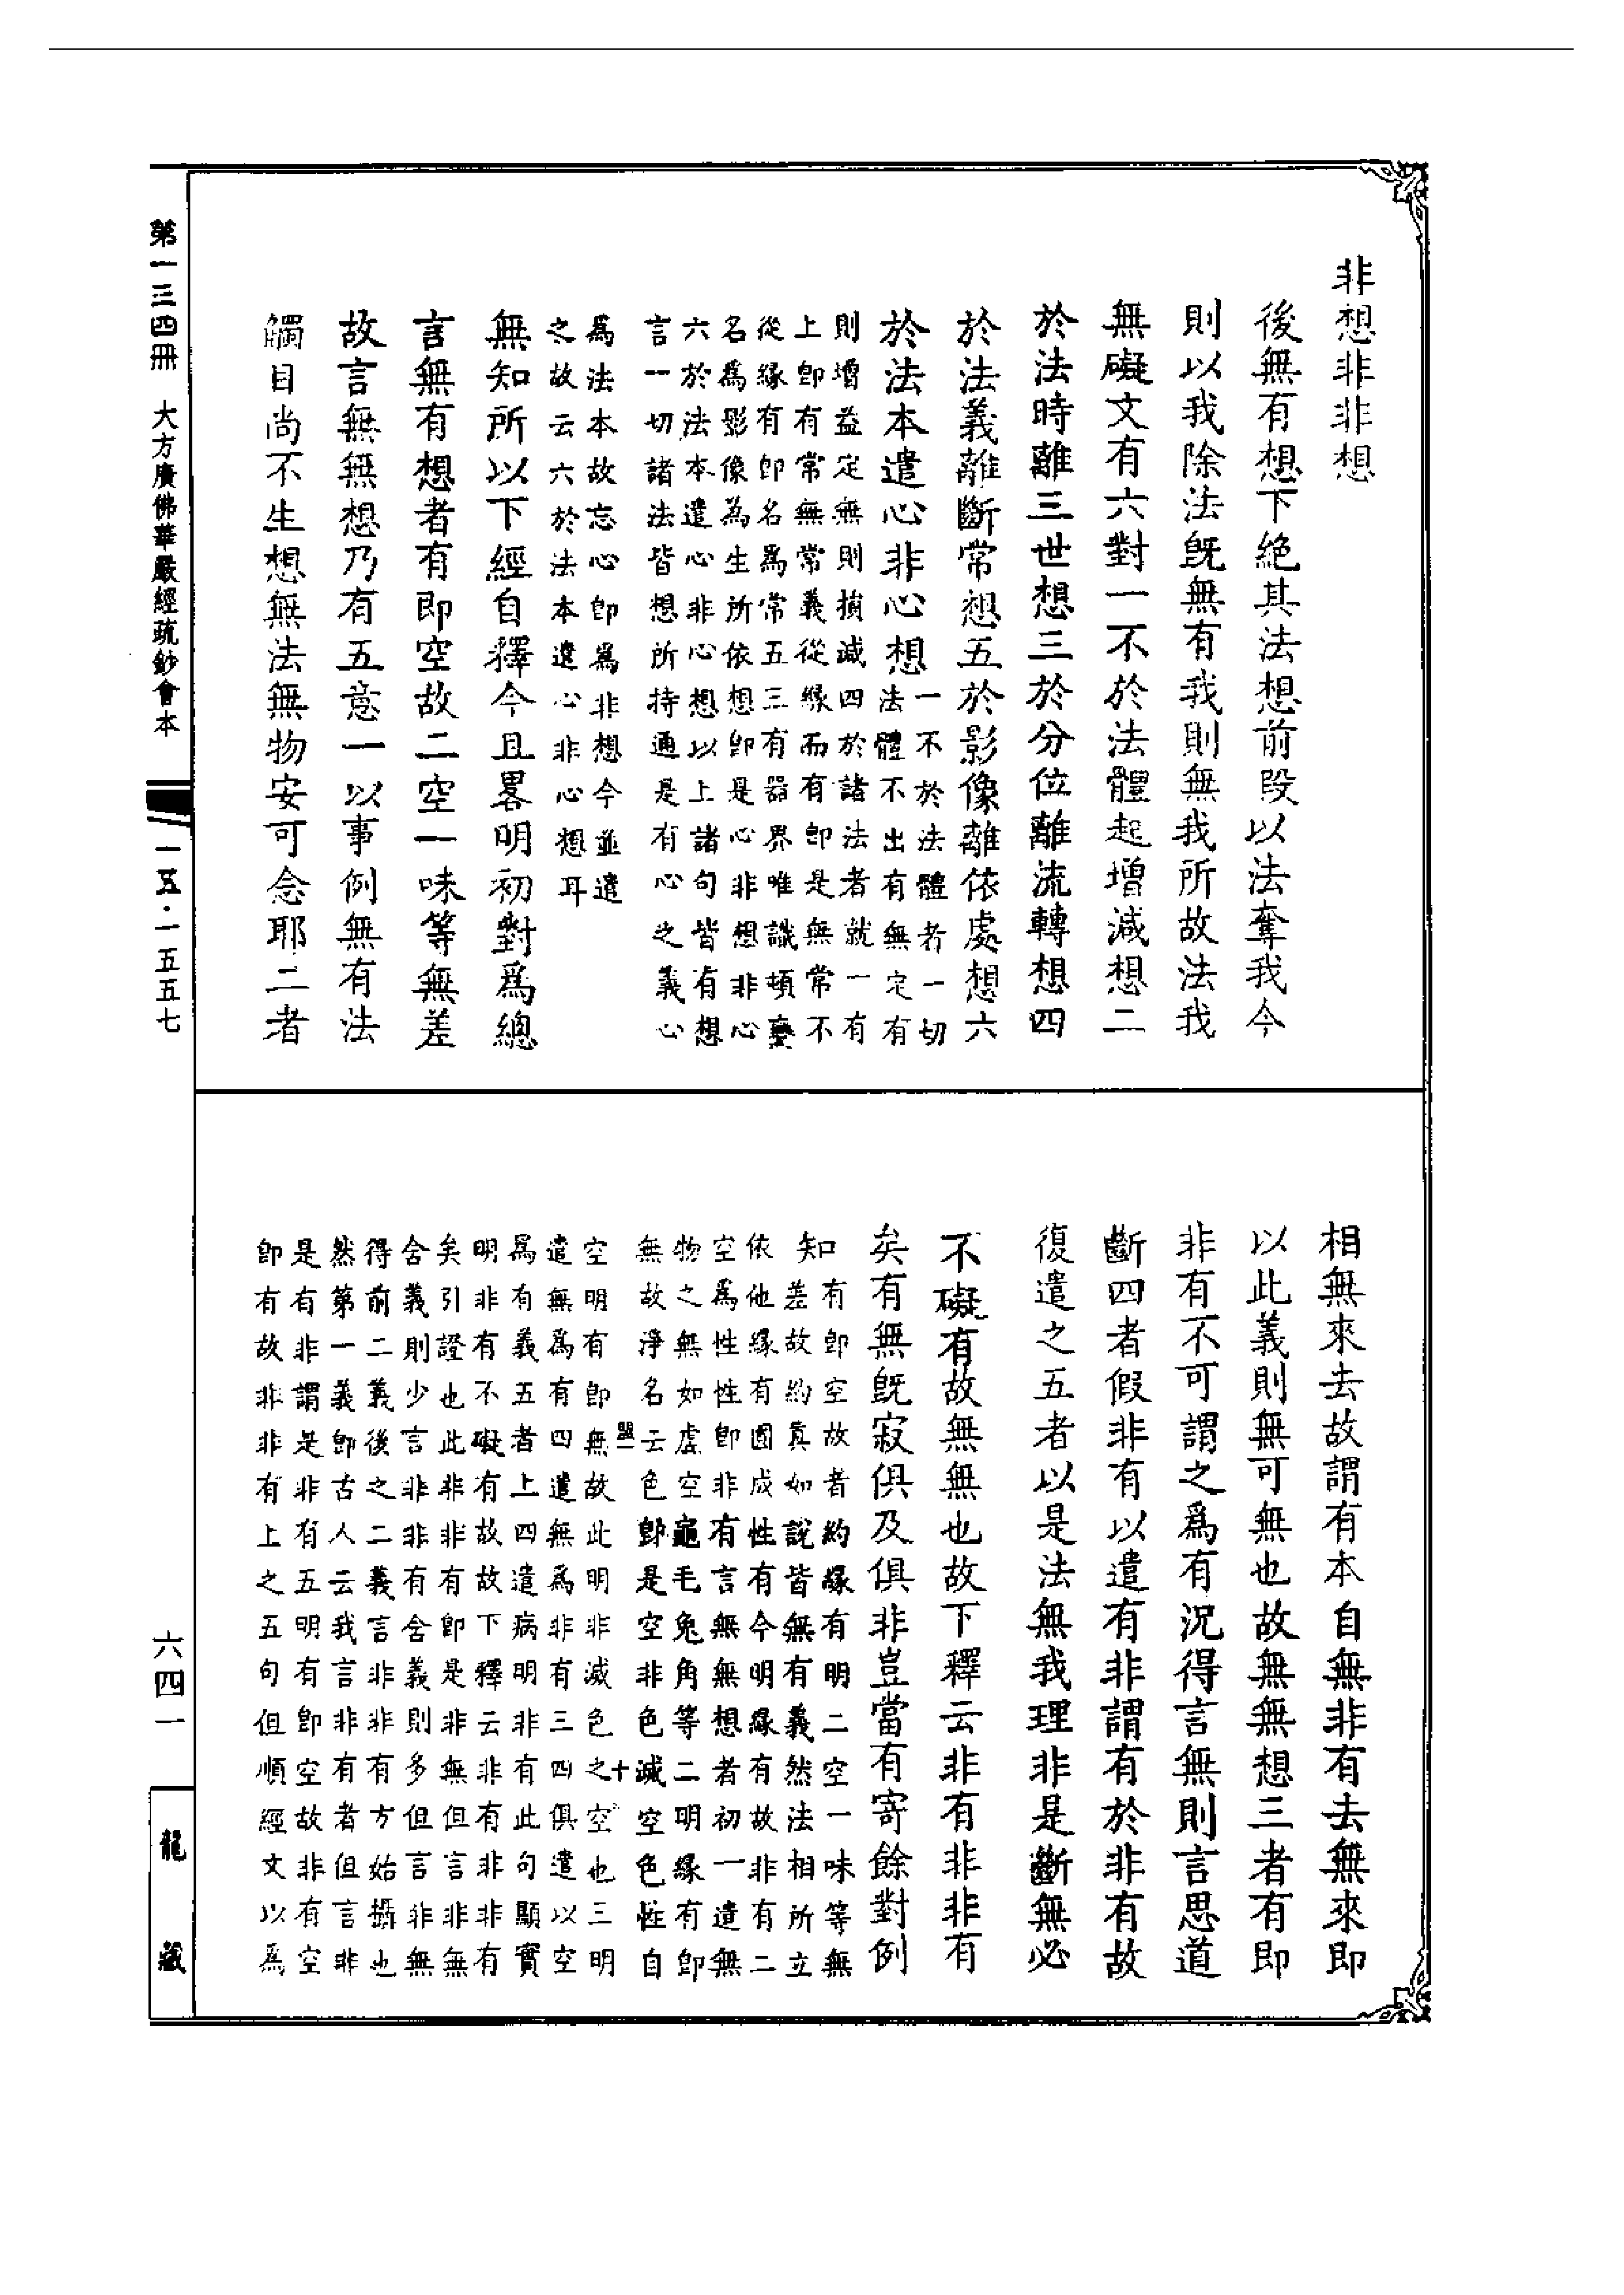 非想非非想
後無有想下絕其法想前段以法奪我今
則以我除法旣無有我則無我所故法我
無礙文有六對一不於法體起增減想二
於法時離三世想三於分位離流轉想四
於法義離斷常想五於影像離依處想六
於法本遣心非心想一不於法體者一切
法體不出有無定有
則增益定無則損減四於諸法者就一有
上即有常無常義從緣而有即是無常不
從緣有即名爲常五三有器界唯識頓變
名爲影像為生所依想即是心非想非心
六於法本遣心非心想以上諸句皆有想
言一切諸法皆想所持通是有心之義心
爲法本故忘心即爲非想今並遣
之故云六於法本遣心非心想耳
無知所以下經自釋今且畧明初對爲總
言無有想者有即空故二空一味等無差
故言無無想乃有五意一以事例無有法
觸目尚不生想無法無物安可念耶二者
相無來去故謂有本自無非有去無來即
以此義則無可無也故無無想三者有即
非有不可謂之爲有況得言無則言思道
斷四者假非有以遣有非謂有於非有故
復遣之五者以是法無我理非是斷無必
不礙有故無無也故下釋云非有非非有
矣有無旣寂俱及俱非豈當有寄餘對例
知有即空故者約緣有明二空一味等無
差故約真如說皆無有義然法相所立
依他緣有圓成性有今明緣有故非有二
空爲性性即非有言無無想者初一遣無
物之無如虛空龜毛兔角等二明緣有即
無故淨名云色即是空非色滅空色性自
空明有即無故此明非滅色之空也三明
遣無爲有四遣無爲非有三四俱遣以空
爲有義五者上四遣病明非有此句顯實
明非有不礙有故故下釋云非有非非有
矣引證也此非非有即是非無但言非無
舍義則少言非非有舍義則多但言非無
得前二義後之二義言非非有方始攝也
然第一義即古人云我言非有者但言非
是有非謂是非有五明有即空故非有空
即有故非非有上之五句但順經文以爲
十
第一三四冊 大方廣佛華嚴經疏鈔會本
一五·一五五七
六四一
龍藏